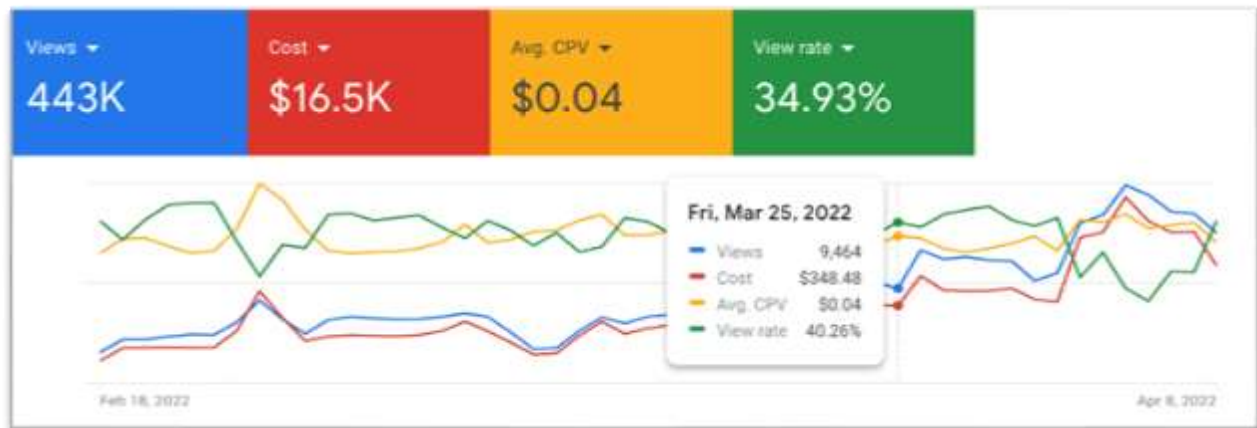 Views
Cost
Avg. CPV
View rate
443K
$16.5K
$0.04
34.93%
Fri, Mar 25, 2022
Views 9,464
Cost $348.48
Avg. CPV $0.04
View rate 40.26%
Feb 18, 2022
Apr 8, 2022